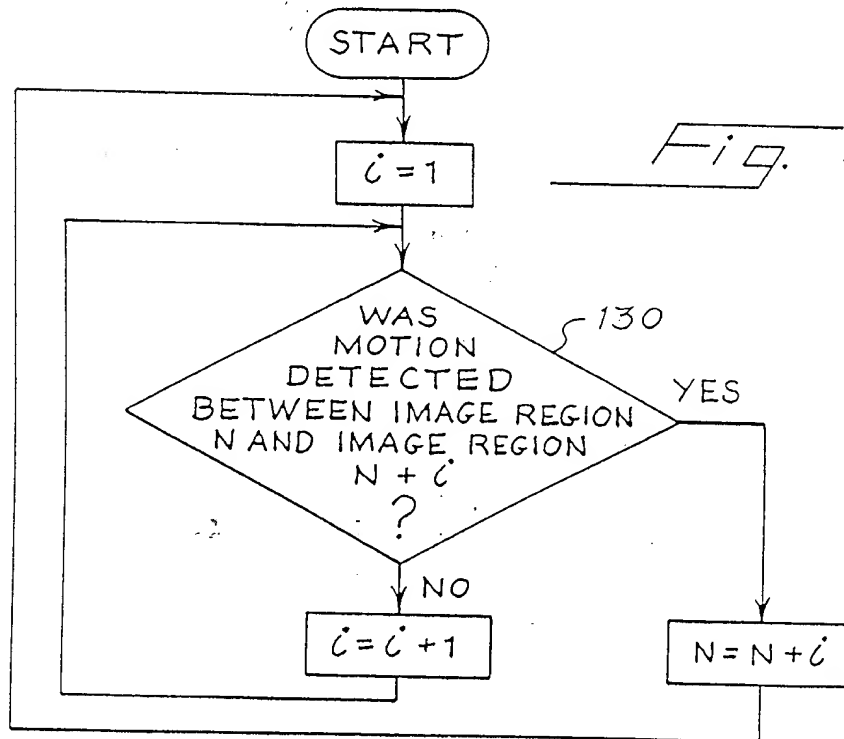 START
Fig.
i = 1
130
WAS
MOTION
DETECTED
BETWEEN IMAGE REGION
N AND IMAGE REGION
N + i
?
YES
NO
i = i + 1
N = N + i